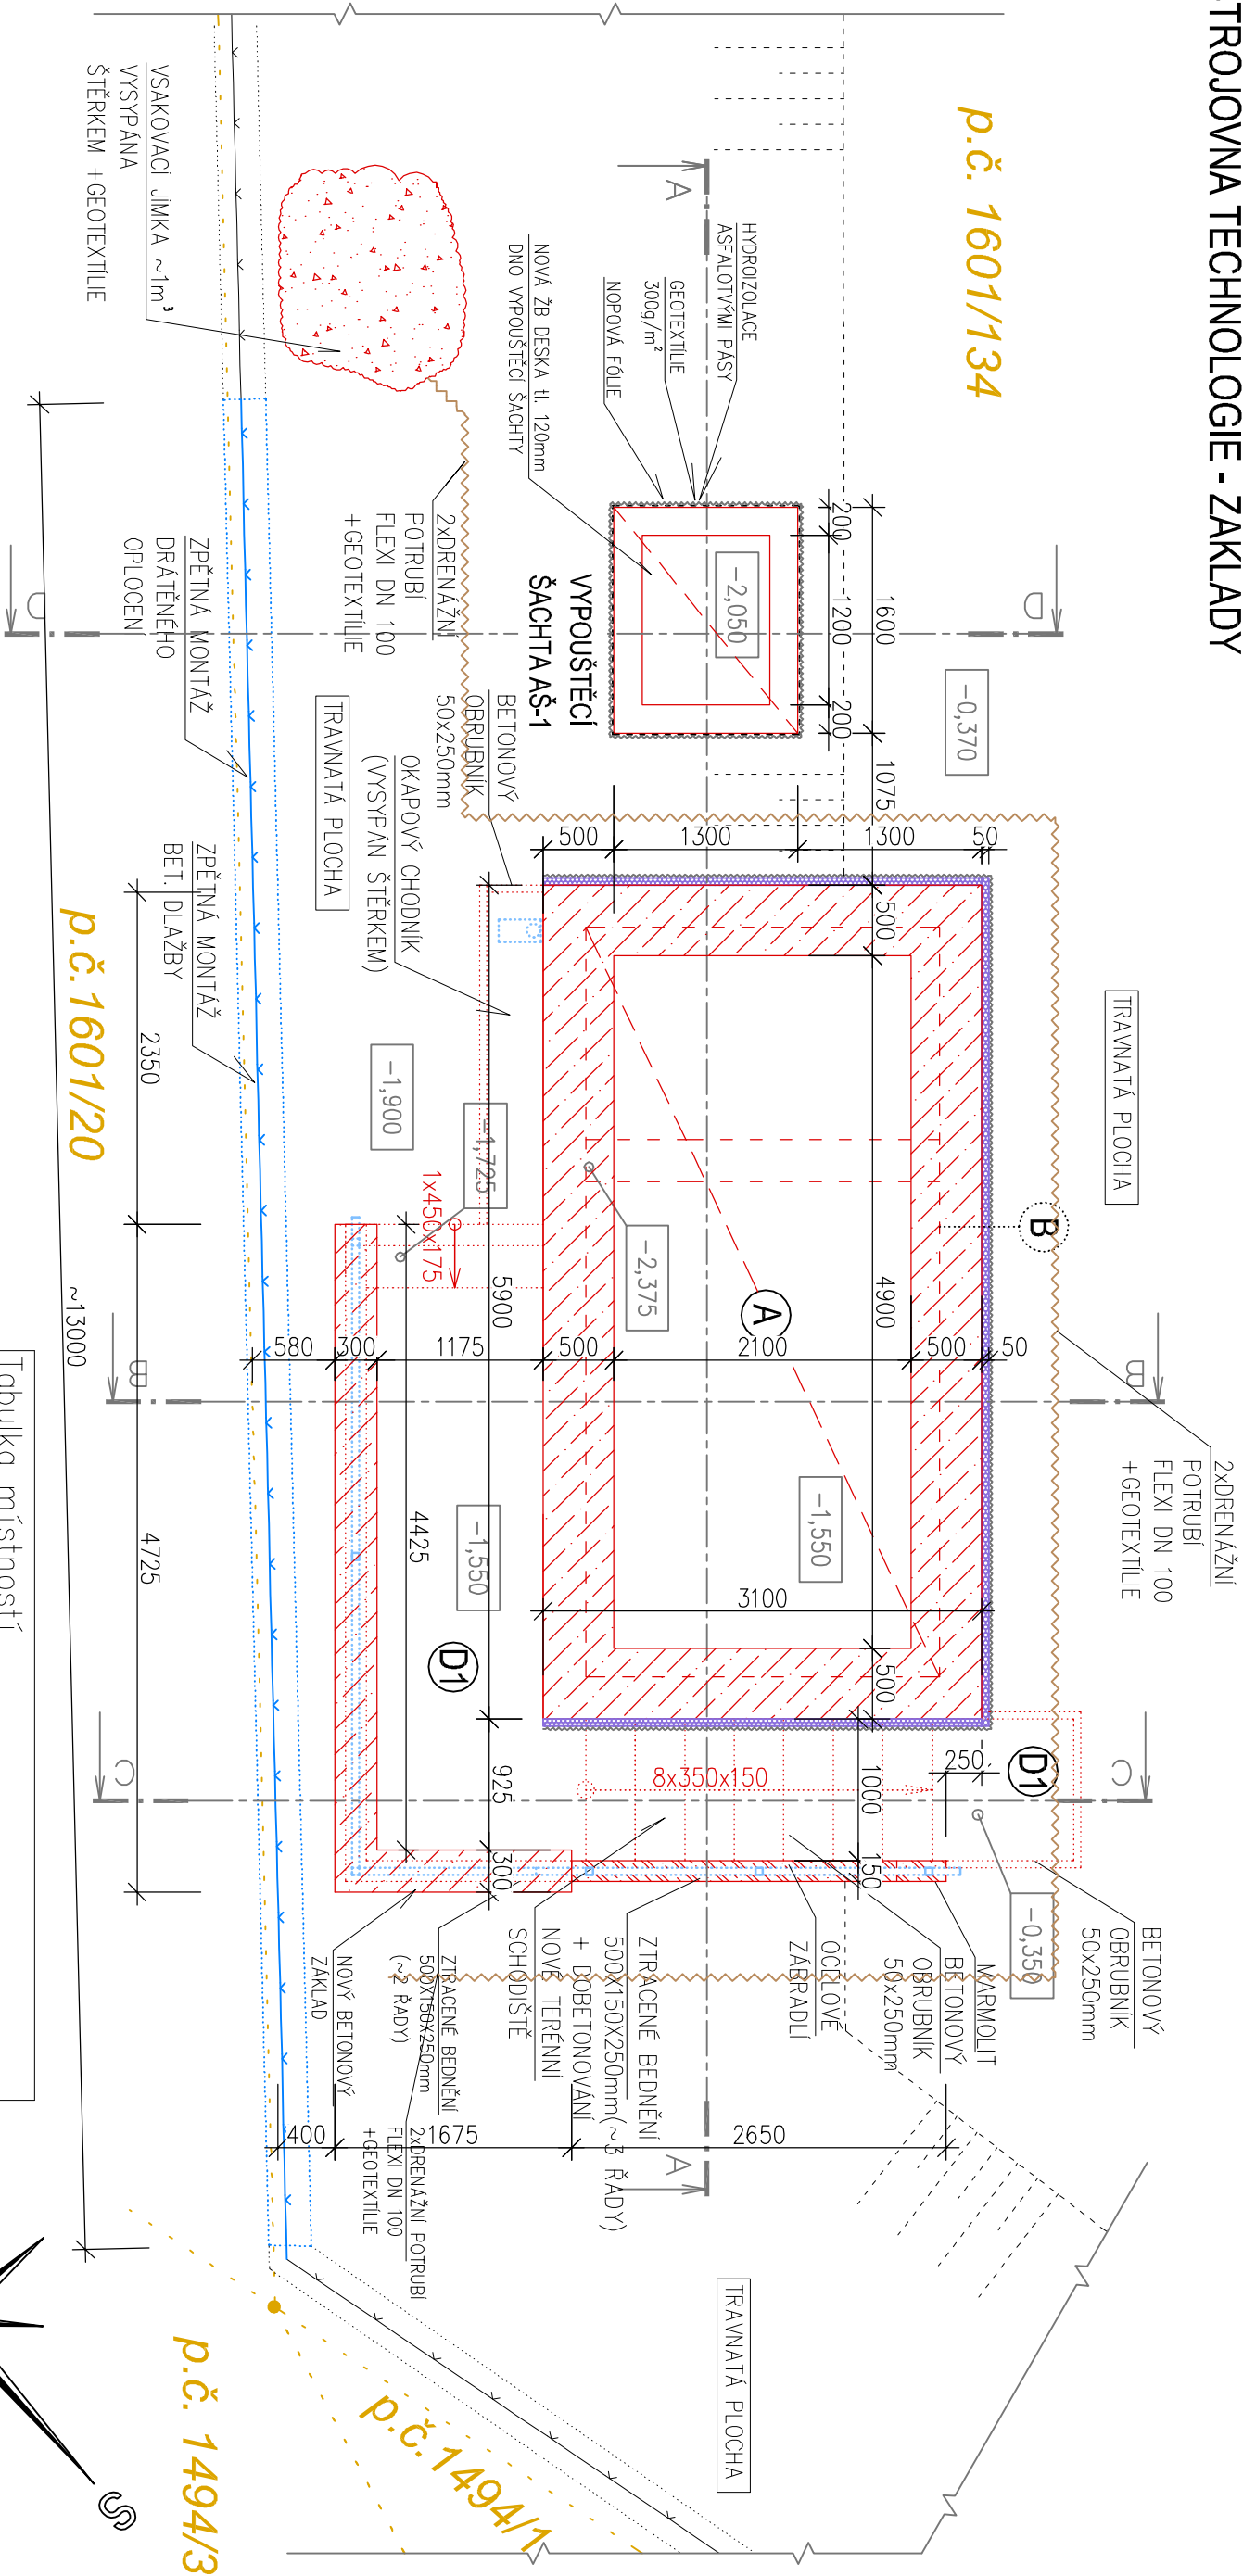 STROJOVNA TECHNOLOGIE - ZÁKLADY
p.č. 1601/134
A
HYDROIZOLACE
ASFALOTVÝMI PÁSY
GEOTEXTÍLIE
300g/m²
NOPOVÁ FÓLIE
NOVÁ ŽB DESKA tl. 120mm
DNO VYPOUŠTĚCÍ ŠACHTY
VSAKOVACÍ JÍMKA ~1m³
VYSYPÁNA
ŠTĚRKEM +GEOTEXTÍLIE
2xDRENÁŽNÍ
POTRUBÍ
FLEXI DN 100
+GEOTEXTÍLIE
ZPĚTNÁ MONTÁŽ
DRÁTĚNÉHO
OPLOCEN
D
D
-0,370
1600
200
1200
200
-2,050
VYPOUŠTĚCÍ
ŠACHTA AŠ-1
1075
BETONOVÝ
OBRUBNÍK
50x250mm
OKAPOVÝ CHODNÍK
(VYSYPÁN ŠTĚRKEM)
TRAVNATÁ PLOCHA
ZPĚTNÁ MONTÁŽ
BET. DLAŽBY
p.č.1601/20
500
1300
1300
50
500
TRAVNATÁ PLOCHA
B
2350
-1,900
-1,725
1x450x175
-2,375
5900
4900
A
580
300
1175
500
2100
500
50
~13000
B
B
2xDRENÁŽNÍ
POTRUBÍ
FLEXI DN 100
+GEOTEXTÍLIE
4425
4725
-1,550
-1,550
3100
D1
500
Tabulka místností
C
C
925
1000
8x350x150
250
D1
300
150
-0,350
BETONOVÝ
OBRUBNÍK
50x250mm
MARMOLIT
BETONOVÝ
OBRUBNÍK
50x250mm
OCELOVÉ
ZÁBRADLÍ
ZTRACENÉ BEDNĚNÍ
500X150X250mm(~3 ŘADY)
+ DOBETONOVÁNÍ
NOVÉ TERÉNNÍ
SCHODIŠTĚ
ZTRACENÉ BEDNĚNÍ
500X150X250mm
(~2 ŘADY)
NOVÝ BETONOVÝ
ZÁKLAD
2xDRENÁŽNÍ POTRUBÍ
FLEXI DN 100
+GEOTEXTÍLIE
400
1675
2650
A
TRAVNATÁ PLOCHA
p.č.1494/1
p.č. 1494/3
S